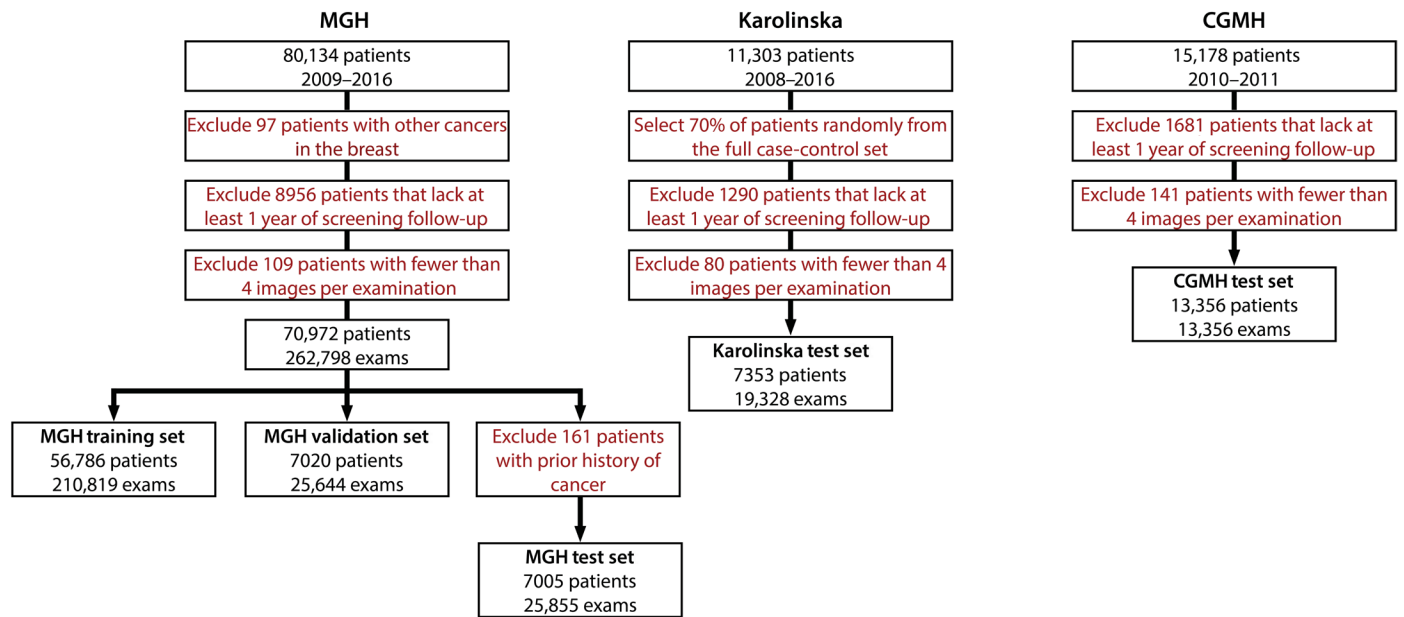 MGH
80,134 patients
2009–2016
Exclude 97 patients with other cancers
in the breast
Exclude 8956 patients that lack at
least 1 year of screening follow-up
Exclude 109 patients with fewer than
4 images per examination
70,972 patients
262,798 exams
MGH training set
56,786 patients
210,819 exams
MGH validation set
7020 patients
25,644 exams
Exclude 161 patients
with prior history of
cancer
MGH test set
7005 patients
25,855 exams
Karolinska
11,303 patients
2008–2016
Select 70% of patients randomly from
the full case-control set
Exclude 1290 patients that lack at
least 1 year of screening follow-up
Exclude 80 patients with fewer than 4
images per examination
Karolinska test set
7353 patients
19,328 exams
CGMH
15,178 patients
2010–2011
Exclude 1681 patients that lack at
least 1 year of screening follow-up
Exclude 141 patients with fewer than
4 images per examination
CGMH test set
13,356 patients
13,356 exams